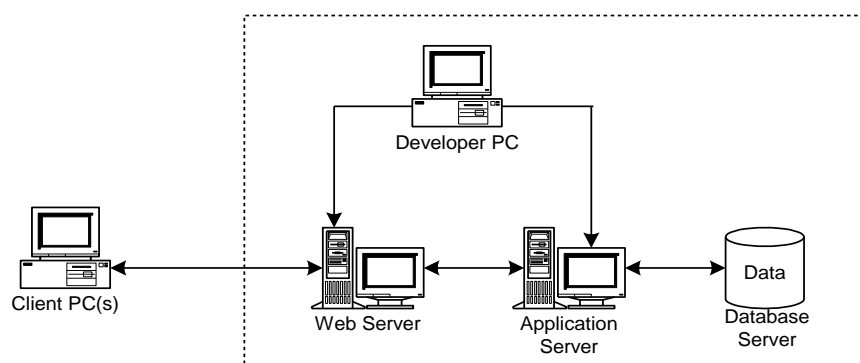 Developer PC
Client PC(s)
Web Server
Application
Server
Data
Database
Server